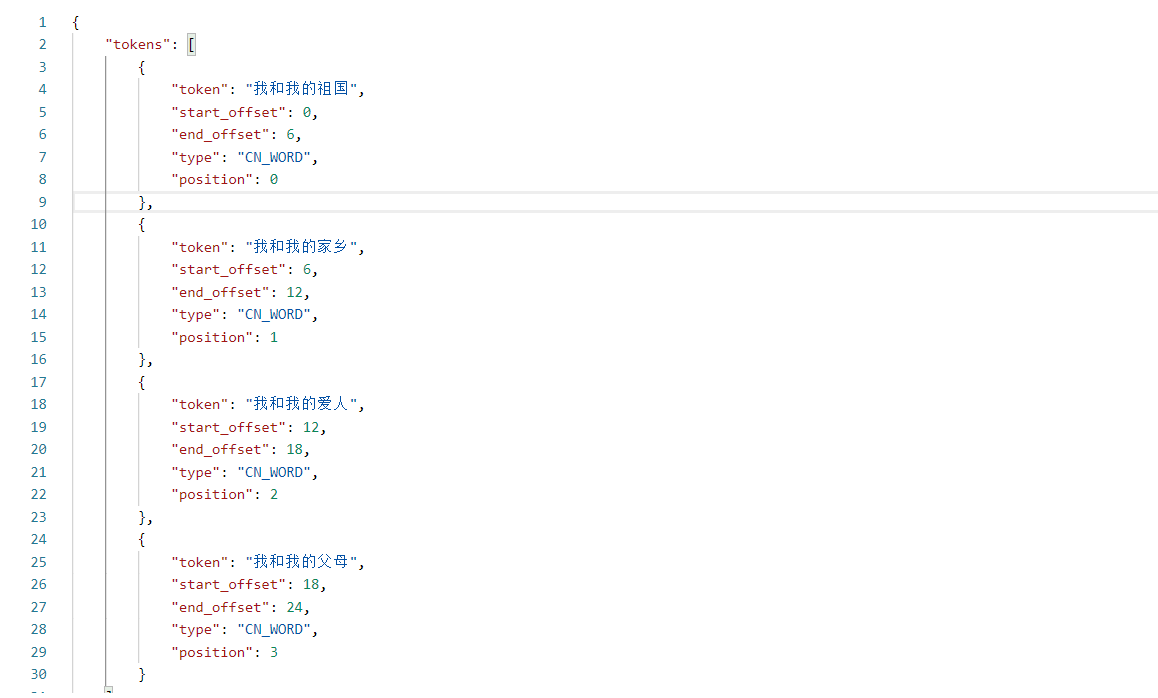 1 {
2 "tokens": [
3 {
4 "token": "我和我的祖国",
5 "start_offset": 0,
6 "end_offset": 6,
7 "type": "CN_WORD",
8 "position": 0
9 },
10 {
11 "token": "我和我的家乡",
12 "start_offset": 6,
13 "end_offset": 12,
14 "type": "CN_WORD",
15 "position": 1
16 },
17 {
18 "token": "我和我的爱人",
19 "start_offset": 12,
20 "end_offset": 18,
21 "type": "CN_WORD",
22 "position": 2
23 },
24 {
25 "token": "我和我的父母",
26 "start_offset": 18,
27 "end_offset": 24,
28 "type": "CN_WORD",
29 "position": 3
30 }